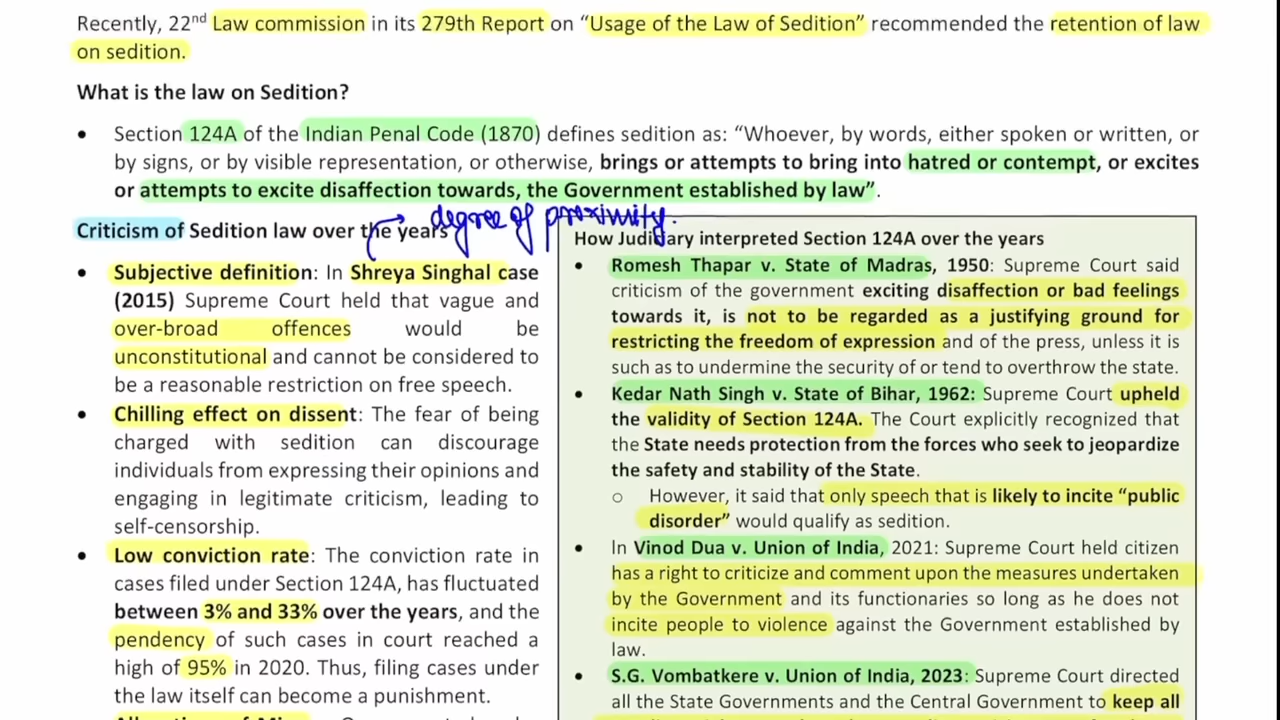 Recently, 22nd Law commission in its 279th Report on “Usage of the Law of Sedition” recommended the retention of law
on sedition.
What is the law on Sedition?
• Section 124A of the Indian Penal Code (1870) defines sedition as: “Whoever, by words, either spoken or written, or
by signs, or by visible representation, or otherwise, brings or attempts to bring into hatred or contempt, or excites
or attempts to excite disaffection towards, the Government established by law”.
degree of proximity.
Criticism of Sedition law over the years
• Subjective definition: In Shreya Singhal case
(2015) Supreme Court held that vague and
over-broad offences would be
unconstitutional and cannot be considered to
be a reasonable restriction on free speech.
• Chilling effect on dissent: The fear of being
charged with sedition can discourage
individuals from expressing their opinions and
engaging in legitimate criticism, leading to
self-censorship.
• Low conviction rate: The conviction rate in
cases filed under Section 124A, has fluctuated
between 3% and 33% over the years, and the
pendency of such cases in court reached a
high of 95% in 2020. Thus, filing cases under
the law itself can become a punishment.
How Judiciary interpreted Section 124A over the years
• Romesh Thapar v. State of Madras, 1950: Supreme Court said
criticism of the government exciting disaffection or bad feelings
towards it, is not to be regarded as a justifying ground for
restricting the freedom of expression and of the press, unless it is
such as to undermine the security of or tend to overthrow the state.
• Kedar Nath Singh v. State of Bihar, 1962: Supreme Court upheld
the validity of Section 124A. The Court explicitly recognized that
the State needs protection from the forces who seek to jeopardize
the safety and stability of the State.
○ However, it said that only speech that is likely to incite “public
disorder” would qualify as sedition.
• In Vinod Dua v. Union of India, 2021: Supreme Court held citizen
has a right to criticize and comment upon the measures undertaken
by the Government and its functionaries so long as he does not
incite people to violence against the Government established by
law.
• S.G. Vombatkere v. Union of India, 2023: Supreme Court directed
all the State Governments and the Central Government to keep all